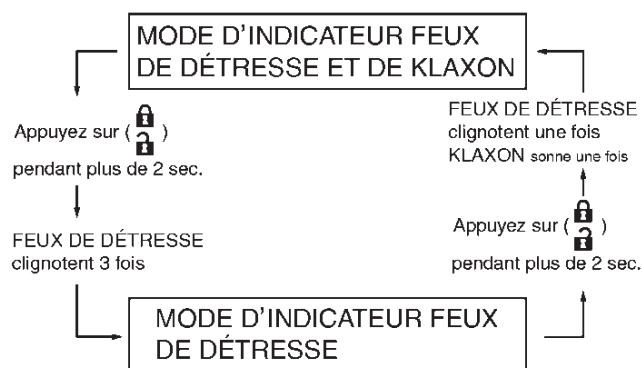 MODE D'INDICATEUR FEUX
DE DÉTRESSE ET DE KLAXON
Appuyez sur ( )
pendant plus de 2 sec.
FEUX DE DÉTRESSE
clignotent 3 fois
MODE D'INDICATEUR FEUX
DE DÉTRESSE
Appuyez sur ( )
pendant plus de 2 sec.
FEUX DE DÉTRESSE
clignotent une fois
KLAXON sonne une fois